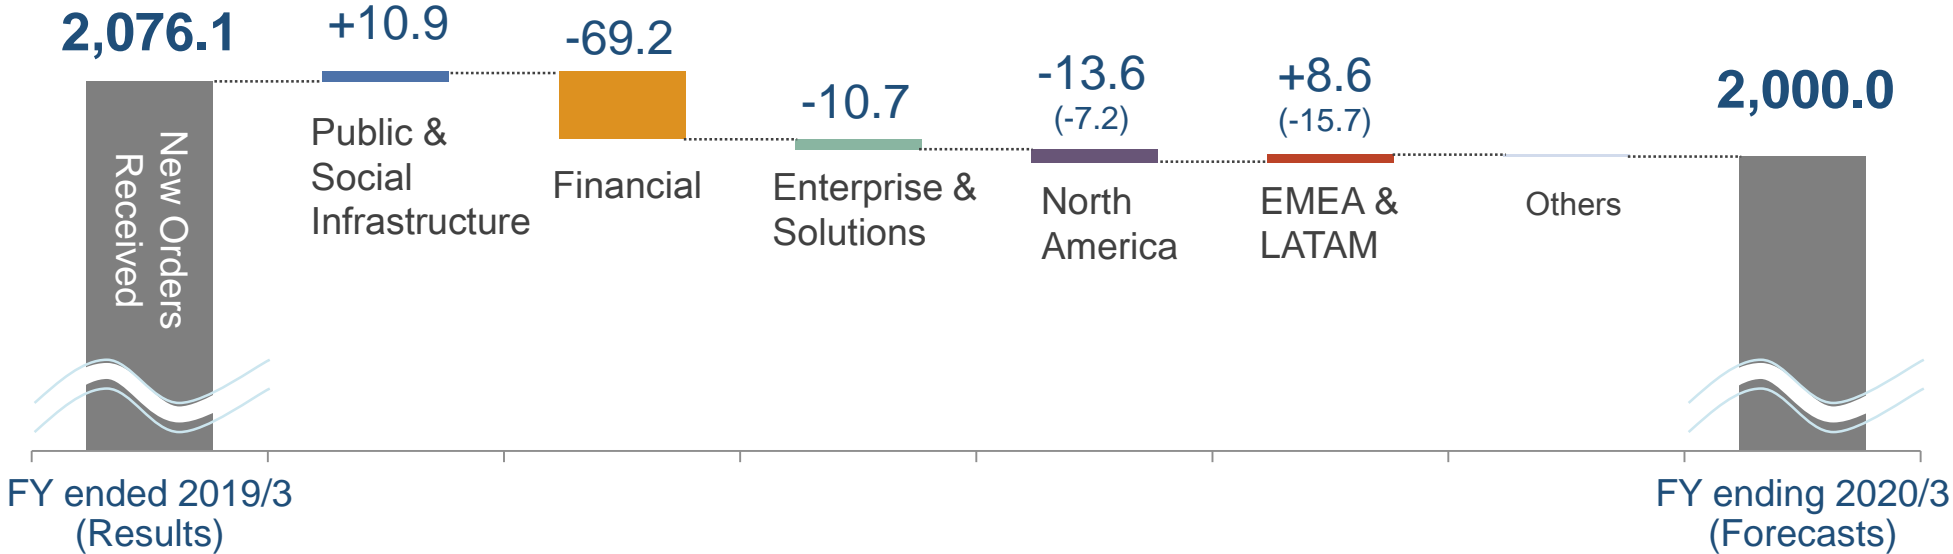 2,076.1
New Orders
Received
+10.9
Public &
Social
Infrastructure
-69.2
Financial
-10.7
Enterprise &
Solutions
-13.6
(-7.2)
North
America
+8.6
(-15.7)
EMEA &
LATAM
Others
2,000.0
FY ended 2019/3
(Results)
FY ending 2020/3
(Forecasts)